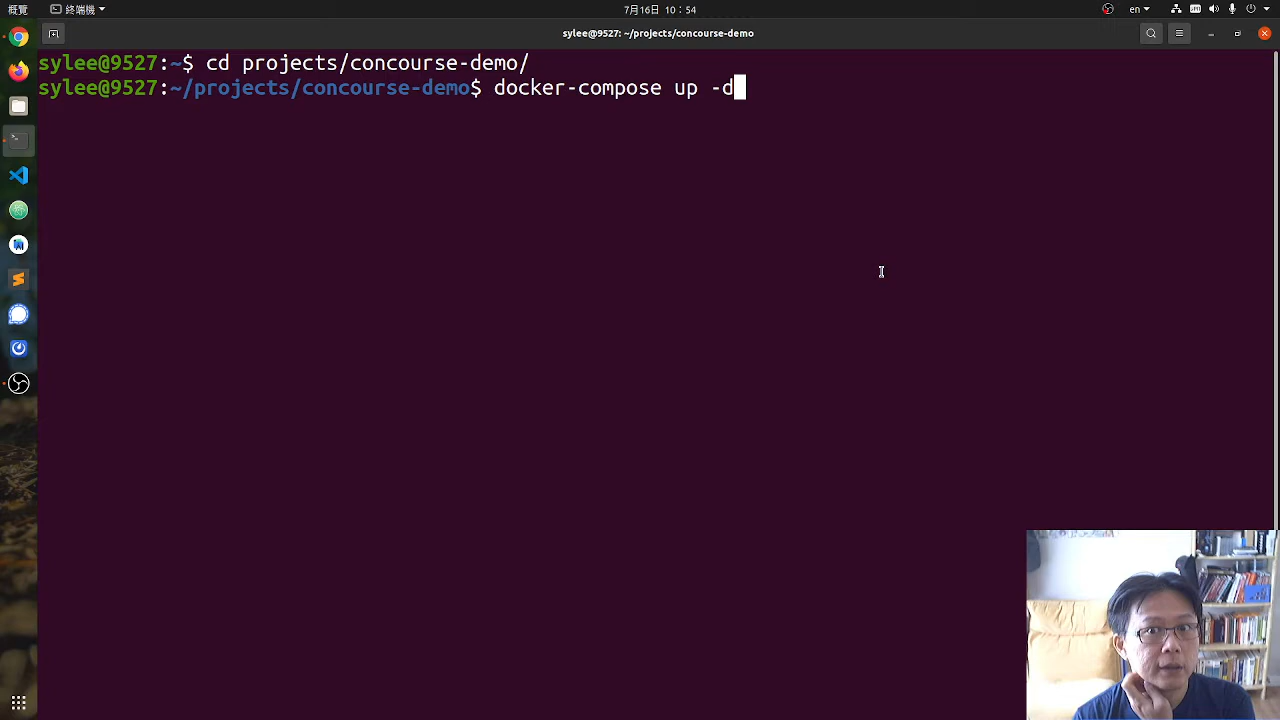 概覽 終端機 7月16日 10:54 en
sylee@9527: ~/projects/concourse-demo
sylee@9527:~$ cd projects/concourse-demo/
sylee@9527:~/projects/concourse-demo$ docker-compose up -d